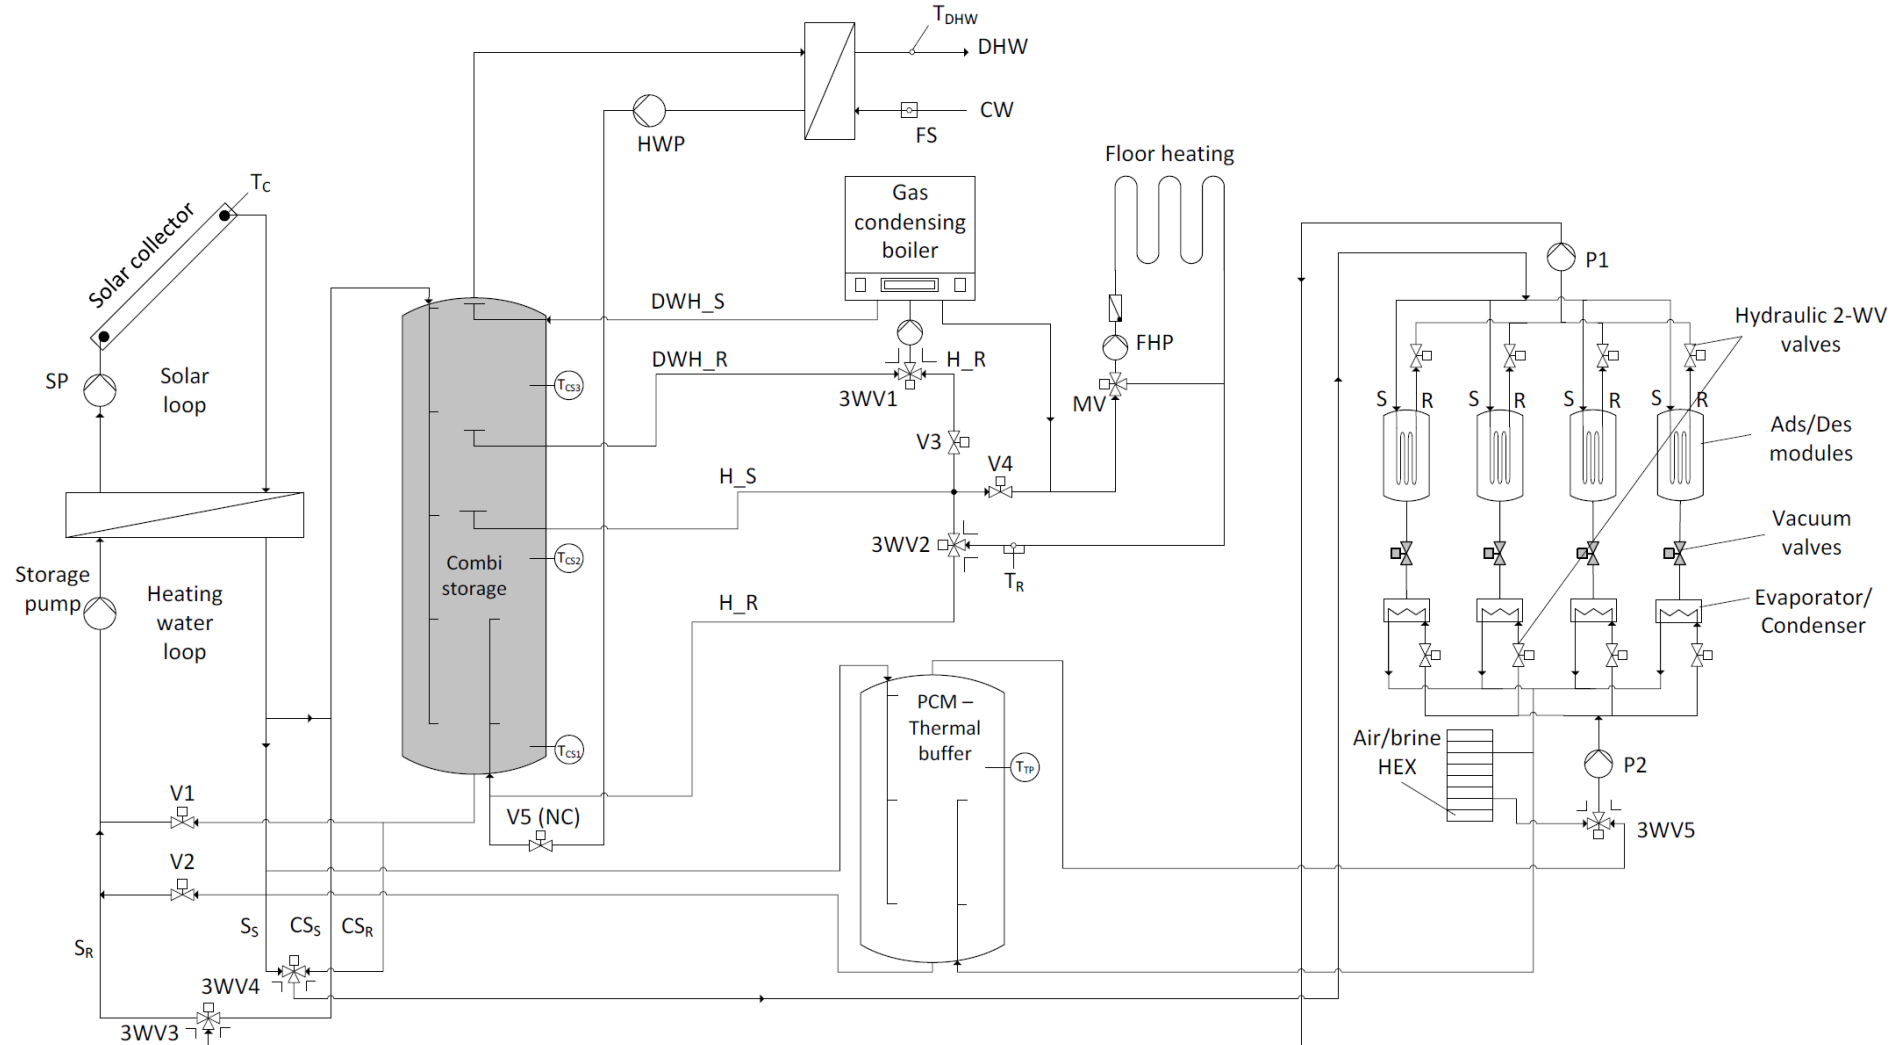 T_DHW
DHW
CW
FS
HWP
Floor heating
T_C
Solar collector
Gas
condensing
boiler
P1
DWH_S
Hydraulic 2-WV
valves
FHP
SP
Solar
loop
DWH_R
H_R
T_CS3
3WV1
MV
S
R
S
R
S
R
S
R
Ads/Des
modules
V3
V4
H_S
Vacuum
valves
3WV2
T_CS2
Combi
storage
T_R
Storage
pump
Heating
water
loop
H_R
Evaporator/
Condenser
PCM –
Thermal
buffer
T_CS1
T_TP
Air/brine
HEX
P2
V1
V5 (NC)
3WV5
V2
S_S
CS_S
CS_R
S_R
3WV4
3WV3